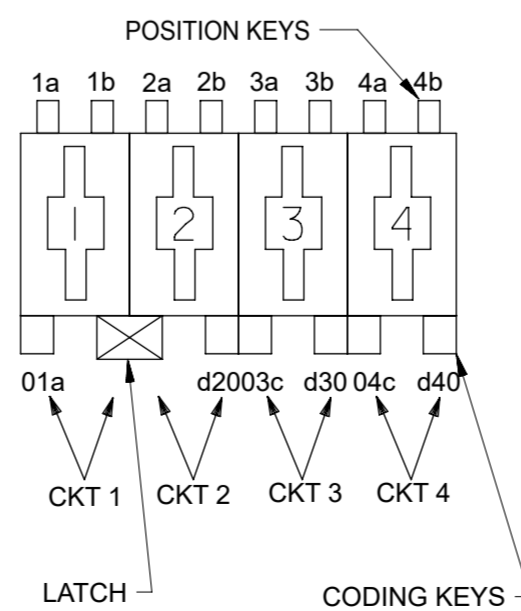 POSITION KEYS
1a 1b 2a 2b 3a 3b 4a 4b
1 2 3 4
01a d2003c d30 04c d40
CKT 1 CKT 2 CKT 3 CKT 4
LATCH CODING KEYS